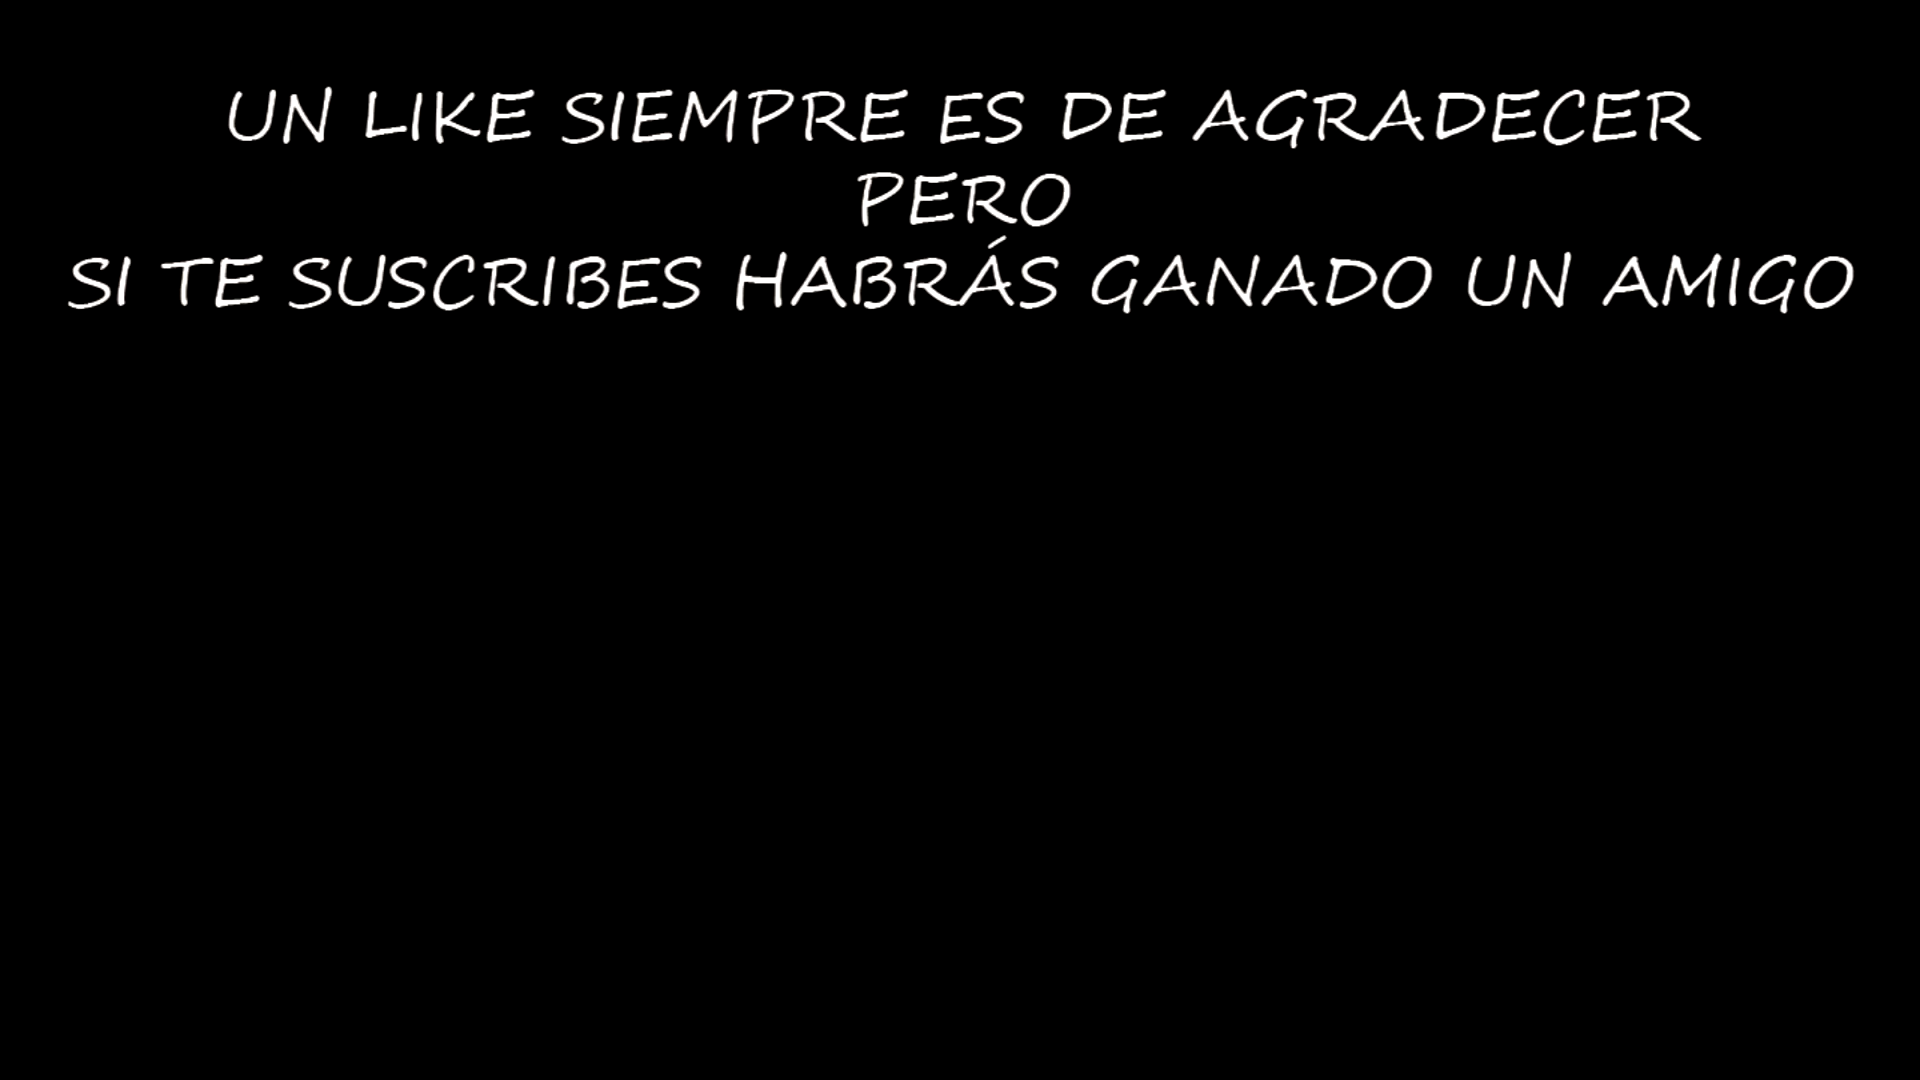 UN LIKE SIEMPRE ES DE AGRADECER
PERO
SI TE SUSCRIBES HABRÁS GANADO UN AMIGO